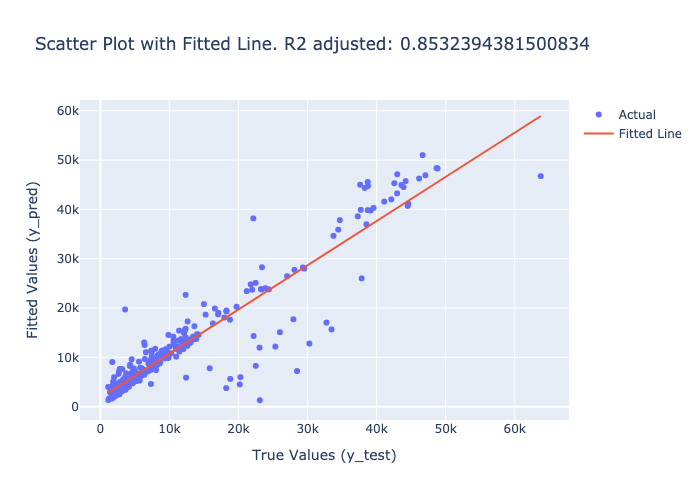 Scatter Plot with Fitted Line. R2 adjusted: 0.8532394381500834
60k
50k
40k
30k
20k
10k
0
Fitted Values (y_pred)
0
10k
20k
30k
40k
50k
60k
True Values (y_test)
Actual
Fitted Line